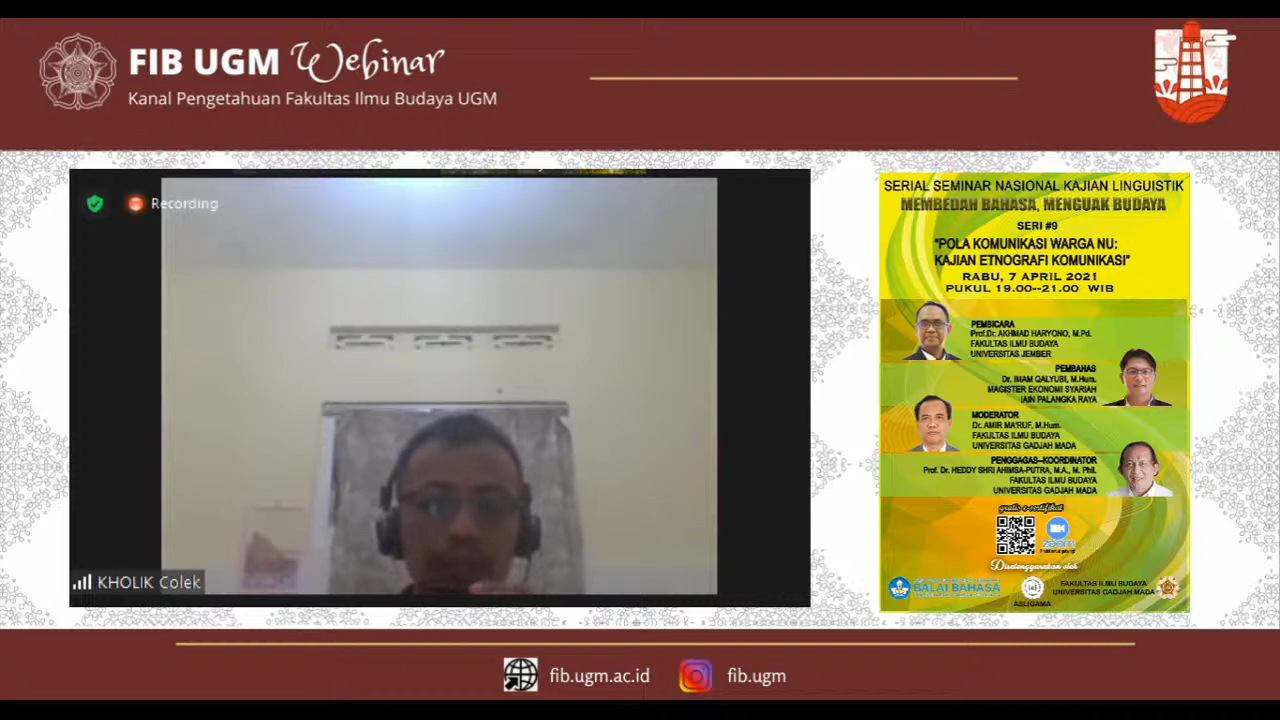 FIB UGM Webinar
Kanal Pengetahuan Fakultas Ilmu Budaya UGM
Recording
KHOLIK Colek
SERIAL SEMINAR NASIONAL KAJIAN LINGUISTIK
MEMBEDAH BAHASA, MENGUAK BUDAYA
SERI #9
"POLA KOMUNIKASI WARGA NU:
KAJIAN ETNOGRAFI KOMUNIKASI"
RABU, 7 APRIL 2021
PUKUL 19.00--21.00 WIB
PEMBICARA
Prof.Dr. AKHMAD HARYONO, M.Pd.
FAKULTAS ILMU BUDAYA
UNIVERSITAS JEMBER
PEMBAHAS
Dr. IMAM QALYUBI, M.Hum.
MAGISTER EKONOMI SYARIAH
IAIN PALANGKA RAYA
MODERATOR
Dr. AMIR MA'RUF, M.Hum.
FAKULTAS ILMU BUDAYA
UNIVERSITAS GADJAH MADA
PENGGAGAS--KOORDINATOR
Prof. Dr. HEDDY SHRI AHIMSA-PUTRA, M.A., M. Phil.
FAKULTAS ILMU BUDAYA
UNIVERSITAS GADJAH MADA
gratis e-sertifikat
Diselenggarakan oleh
BALAI BAHASA
ASLIGAMA
FAKULTAS ILMU BUDAYA
UNIVERSITAS GADJAH MADA
fib.ugm.ac.id
fib.ugm